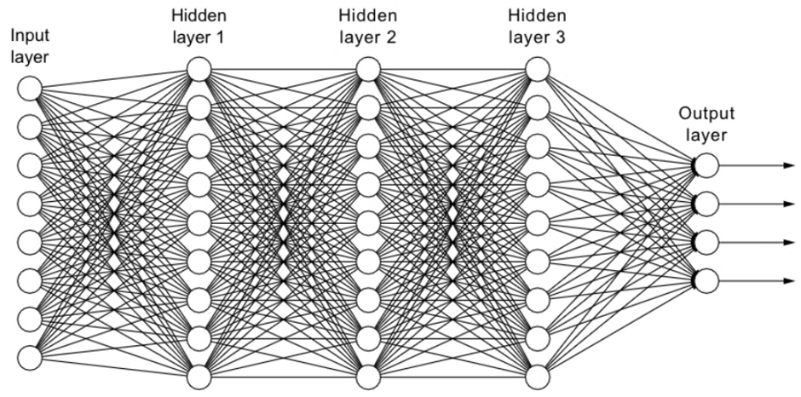 Input
layer
Hidden
layer 1
Hidden
layer 2
Hidden
layer 3
Output
layer